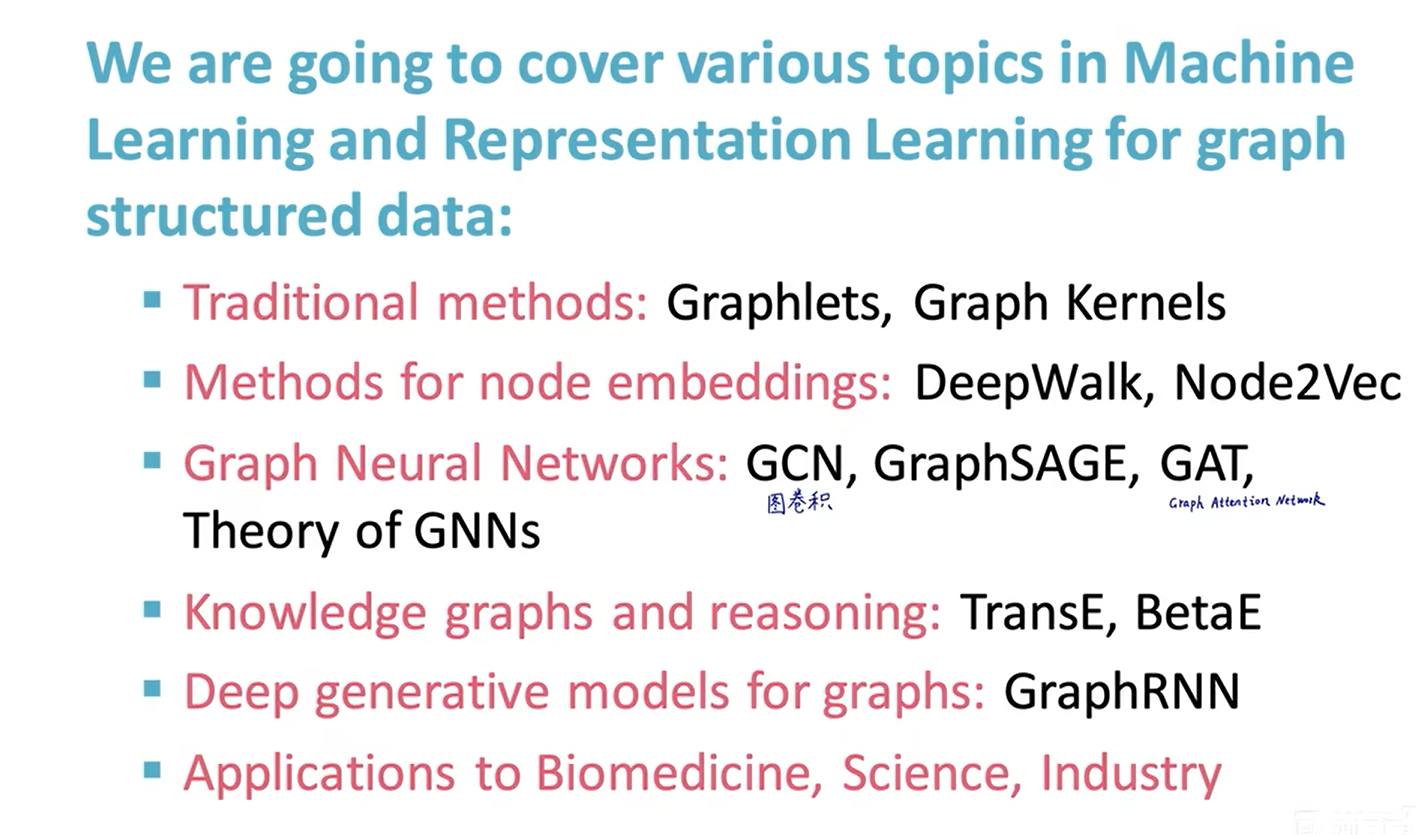 We are going to cover various topics in Machine
Learning and Representation Learning for graph
structured data:
Traditional methods: Graphlets, Graph Kernels
Methods for node embeddings: DeepWalk, Node2Vec
Graph Neural Networks: GCN, GraphSAGE, GAT,
图卷积 Graph Attention Network
Theory of GNNs
Knowledge graphs and reasoning: TransE, BetaE
Deep generative models for graphs: GraphRNN
Applications to Biomedicine, Science, Industry